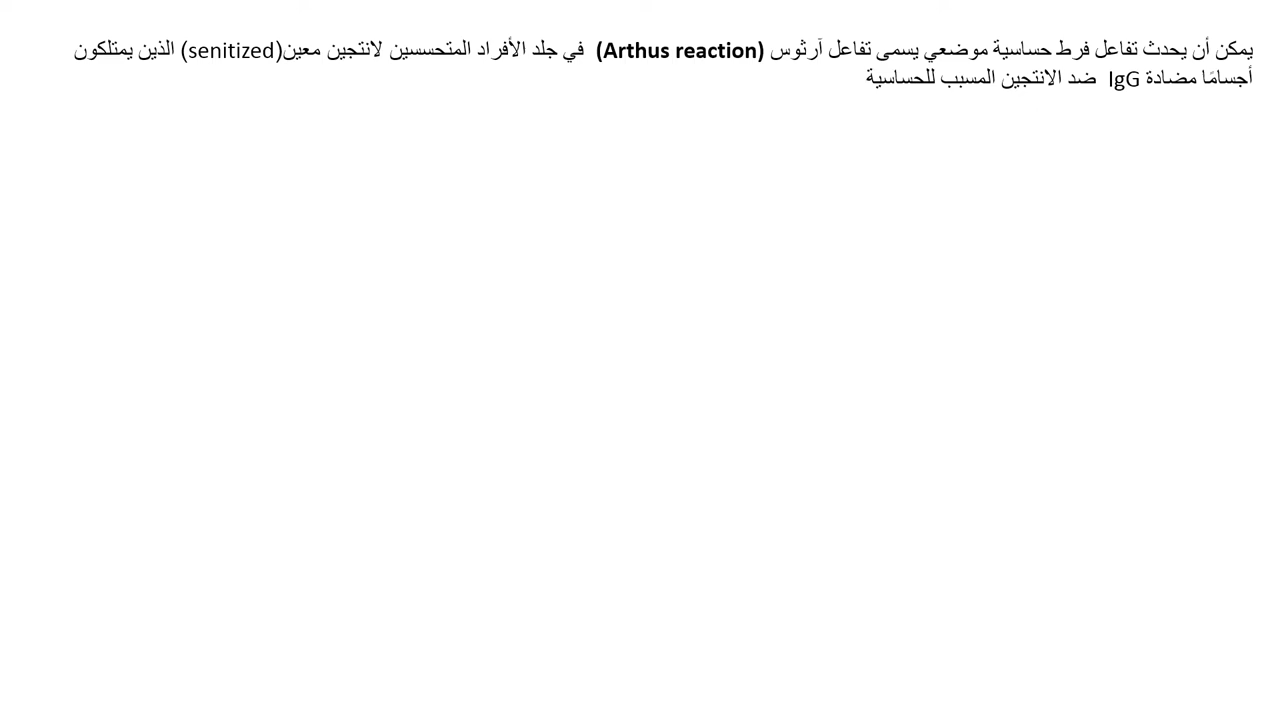 يمكن أن يحدث تفاعل فرط حساسية موضعي يسمى تفاعل آرثوس (Arthus reaction) في جلد الأفراد المتحسسين لانتجين معين(senitized) الذين يمتلكون
أجسامًا مضادة IgG ضد الانتجين المسبب للحساسية